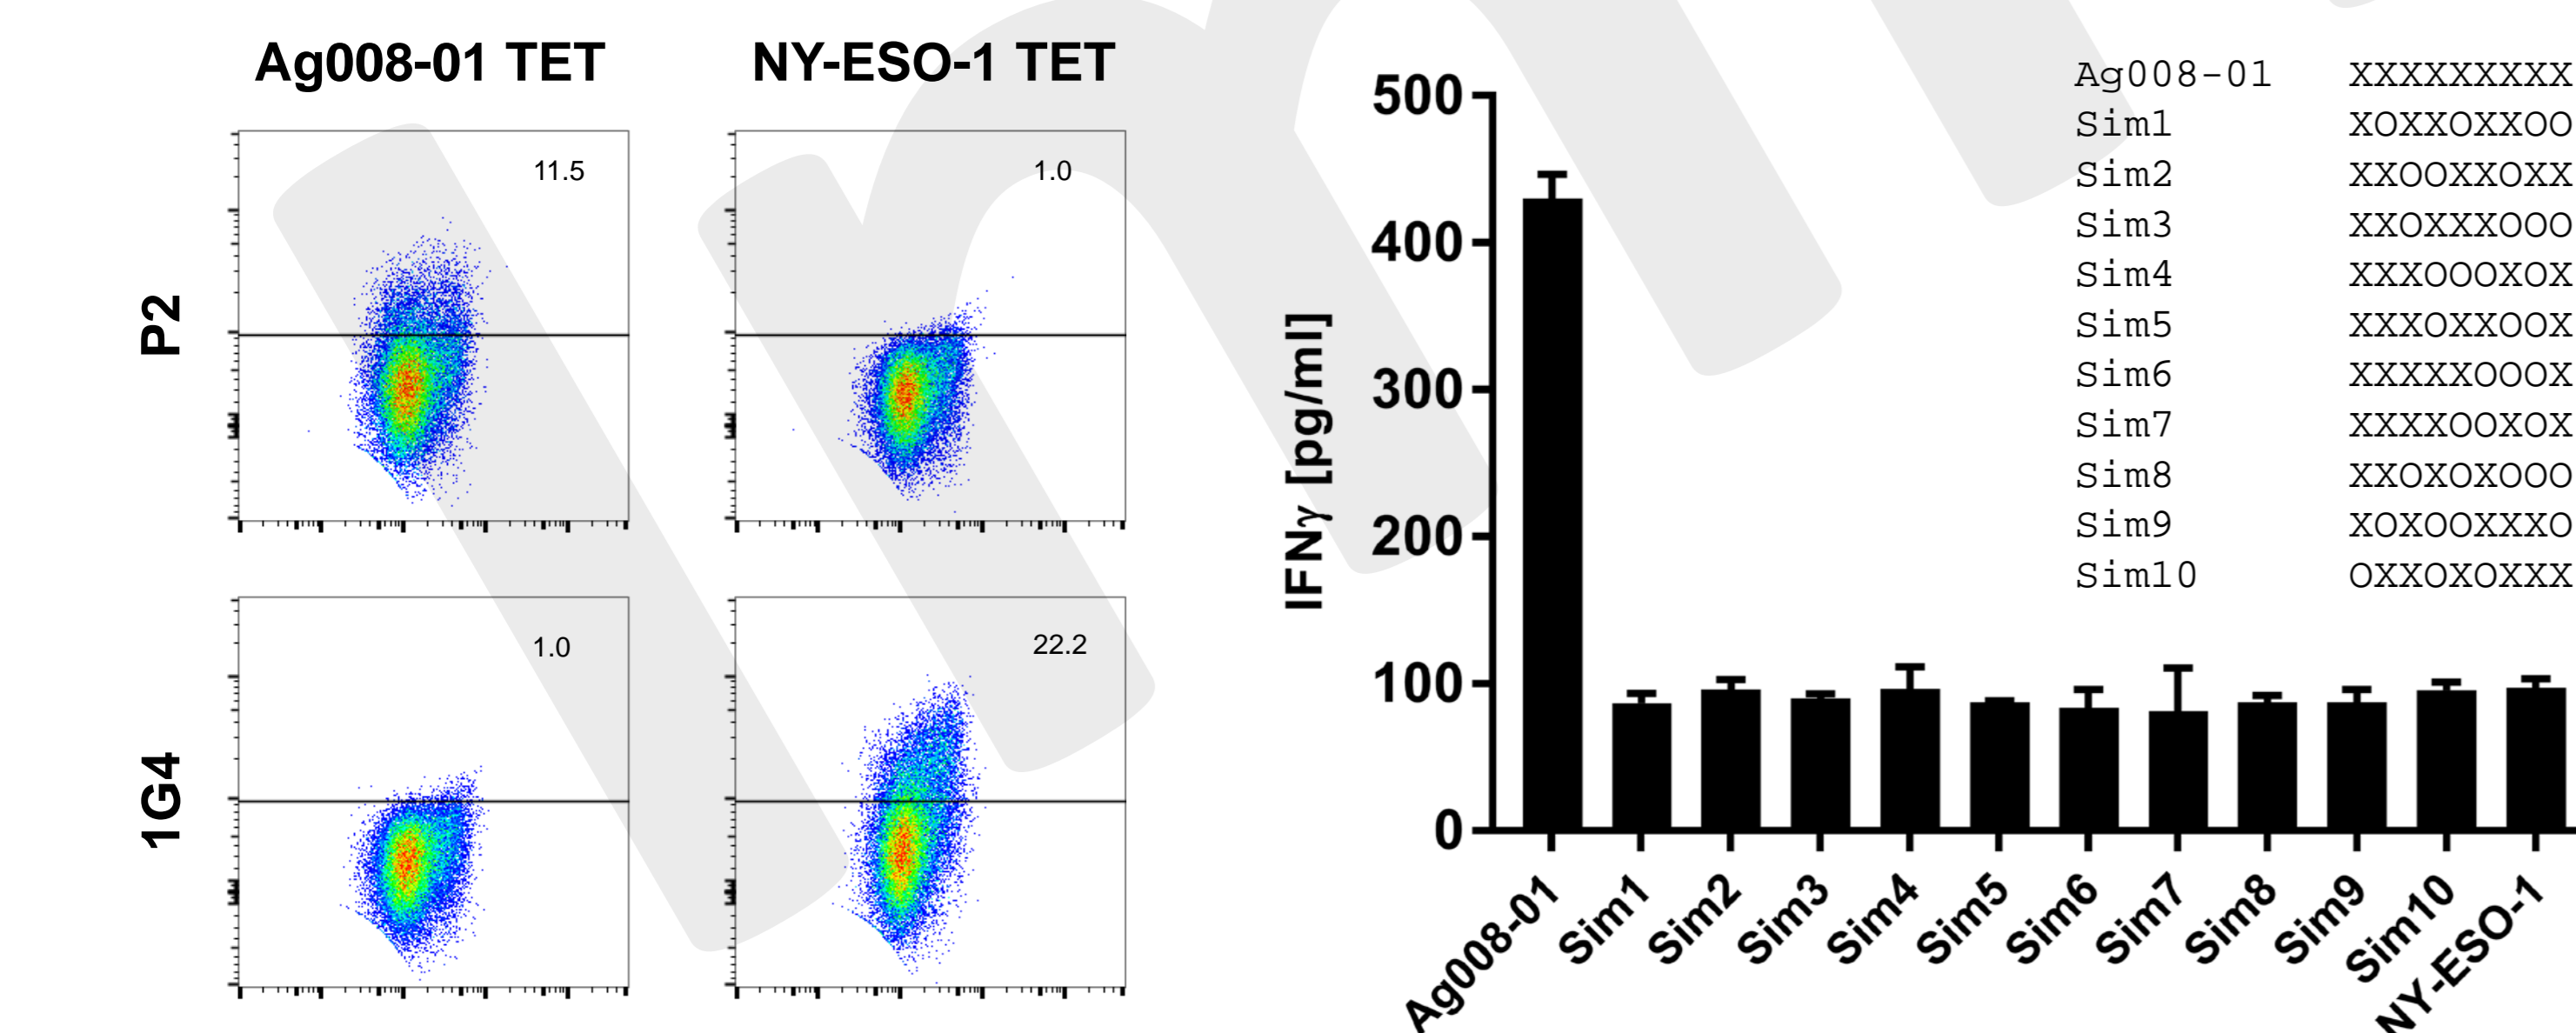 Ag008-01 TET
NY-ESO-1 TET
P2
11.5
1.0
1G4
1.0
22.2
IFNγ [pg/ml]
500
400
300
200
100
0
Ag008-01
Sim1
Sim2
Sim3
Sim4
Sim5
Sim6
Sim7
Sim8
Sim9
Sim10
NY-ESO-1
Ag008-01 XXXXXXXXX
Sim1 XOXXOXXOO
Sim2 XXOOXXOXX
Sim3 XXOXXXOOO
Sim4 XXXOOOXOX
Sim5 XXXOXXOOX
Sim6 XXXXXOOOX
Sim7 XXXXOOXOX
Sim8 XXOXOXOOO
Sim9 XOXOOXXXO
Sim10 OXXOXOXXX